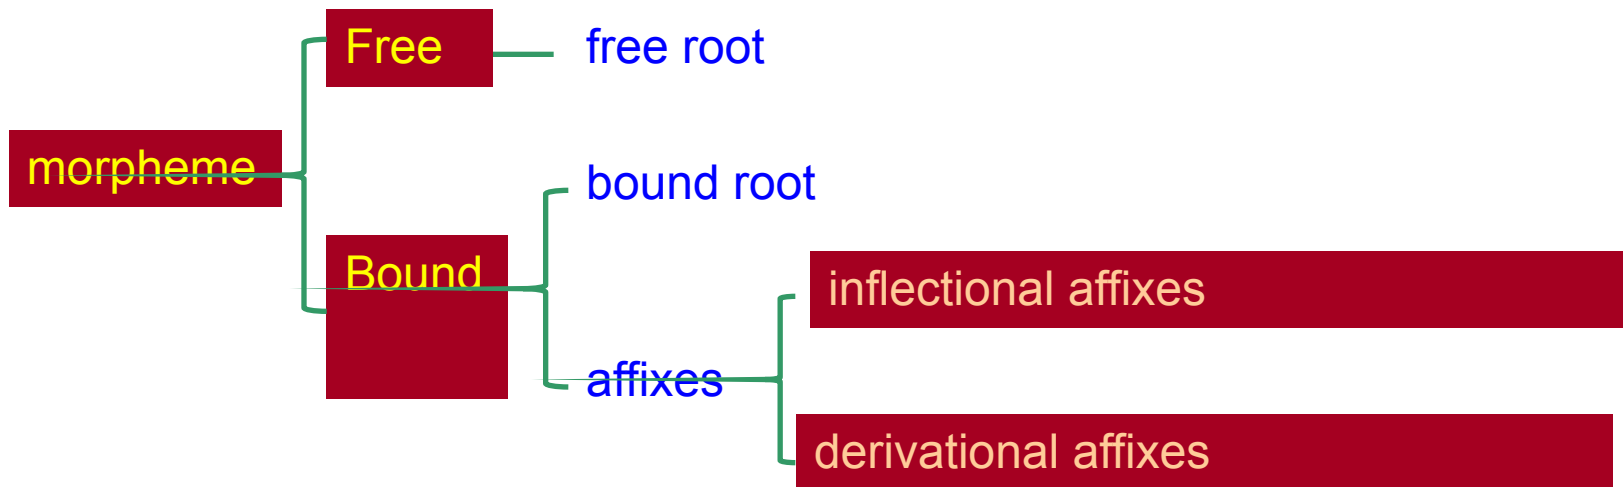 Free
free root
morpheme
bound root
Bound
inflectional affixes
affixes
derivational affixes